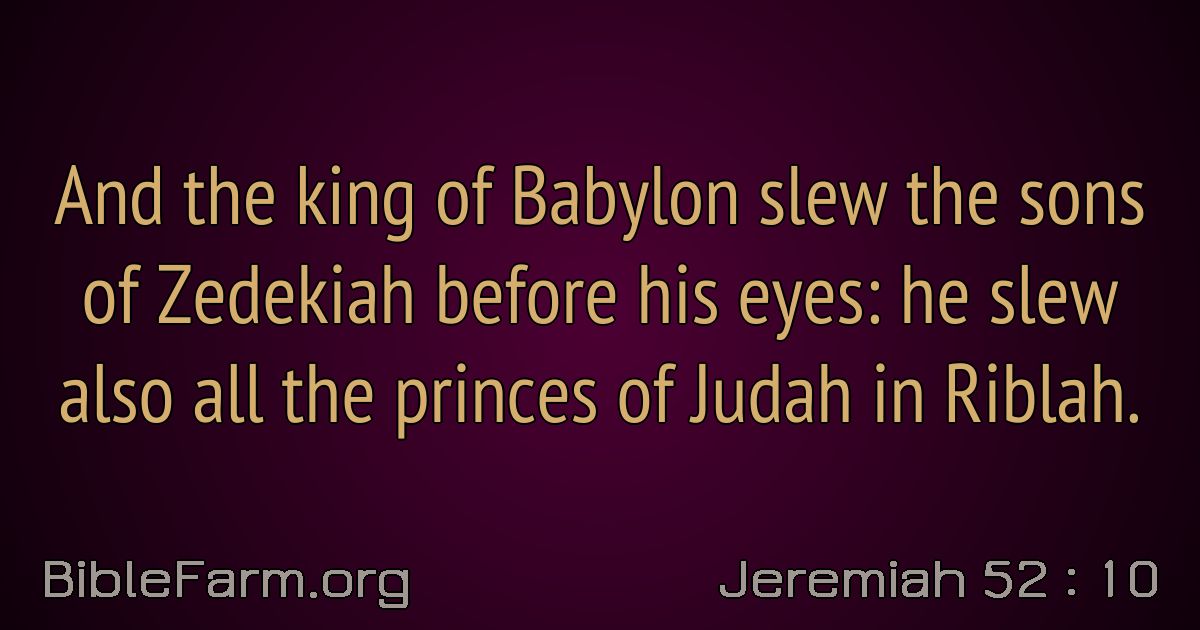 And the king of Babylon slew the sons
of Zedekiah before his eyes: he slew
also all the princes of Judah in Riblah.
BibleFarm.org
Jeremiah 52 : 10